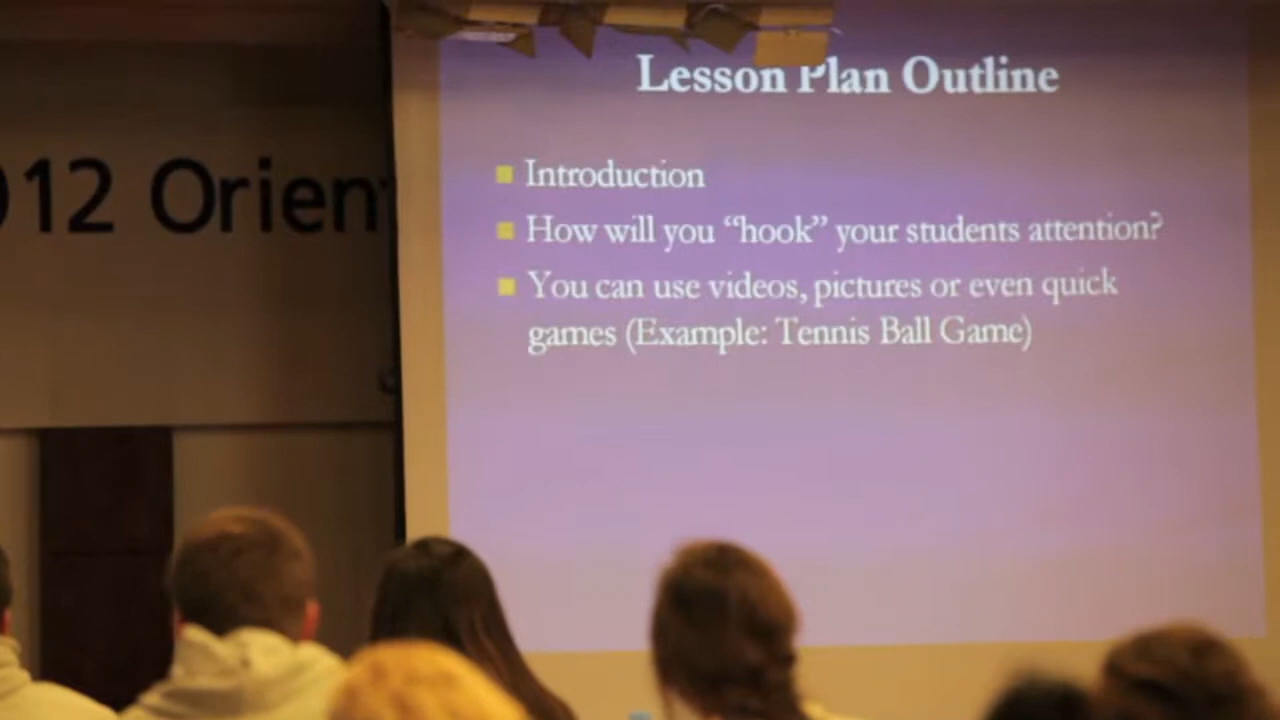 Lesson Plan Outline
12 Orien
Introduction
How will you “hook” your students attention?
You can use videos, pictures or even quick
games (Example: Tennis Ball Game)